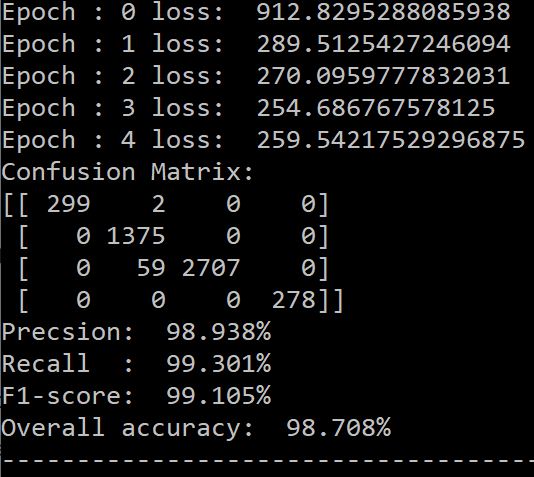 Epoch : 0 loss:  912.8295288085938
Epoch : 1 loss:  289.5125427246094
Epoch : 2 loss:  270.0959777832031
Epoch : 3 loss:  254.686767578125
Epoch : 4 loss:  259.54217529296875
Confusion Matrix:
[[ 299    2    0    0]
 [   0 1375    0    0]
 [   0   59 2707    0]
 [   0    0    0  278]]
Precsion:  98.938%
Recall  :  99.301%
F1-score:  99.105%
Overall accuracy:  98.708%
------------------------------------